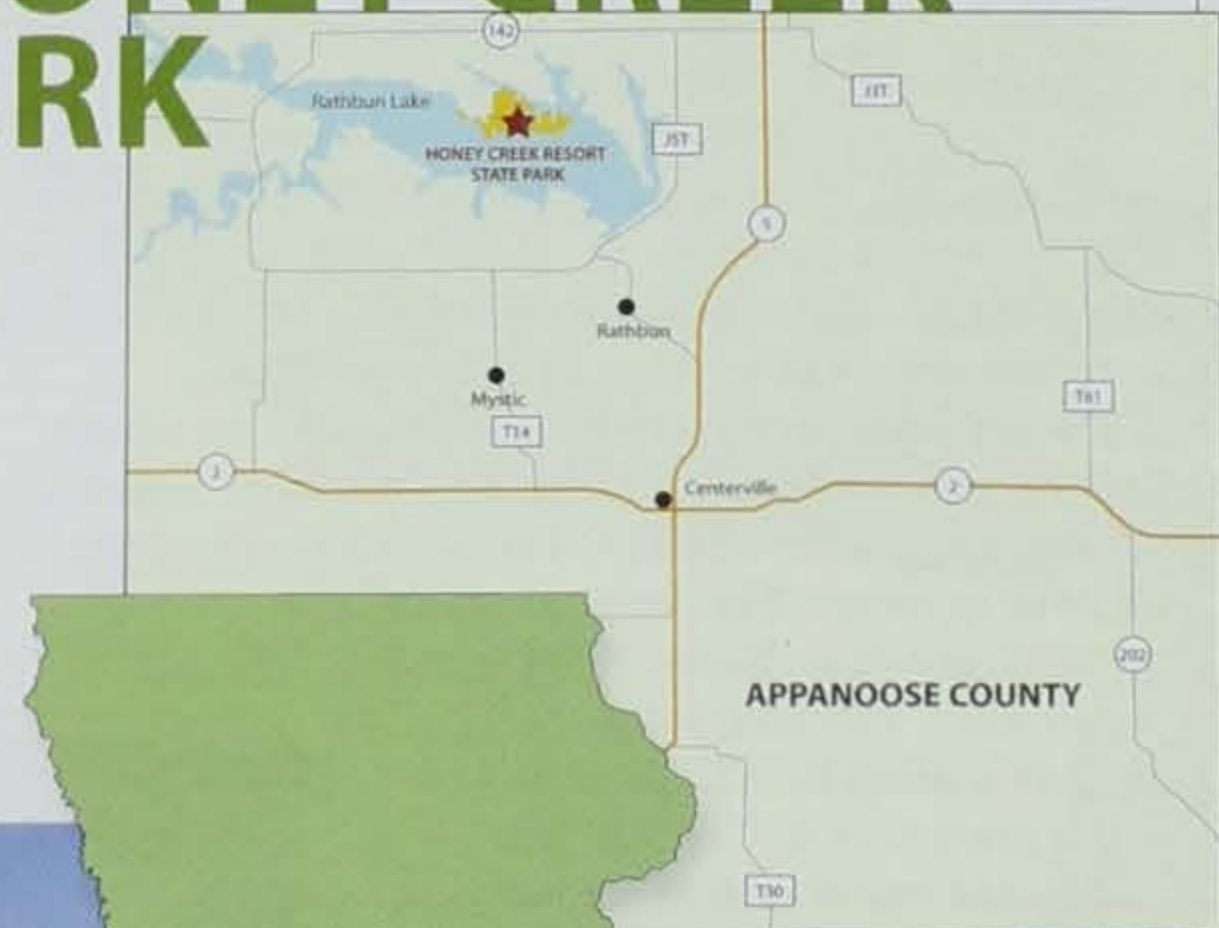 RK
142
Rathbun Lake
J3T
J5T
HONEY CREEK RESORT
STATE PARK
5
Rathbun
Mystic
T61
T14
2
Centerville
2
202
APPANOOSE COUNTY
T30